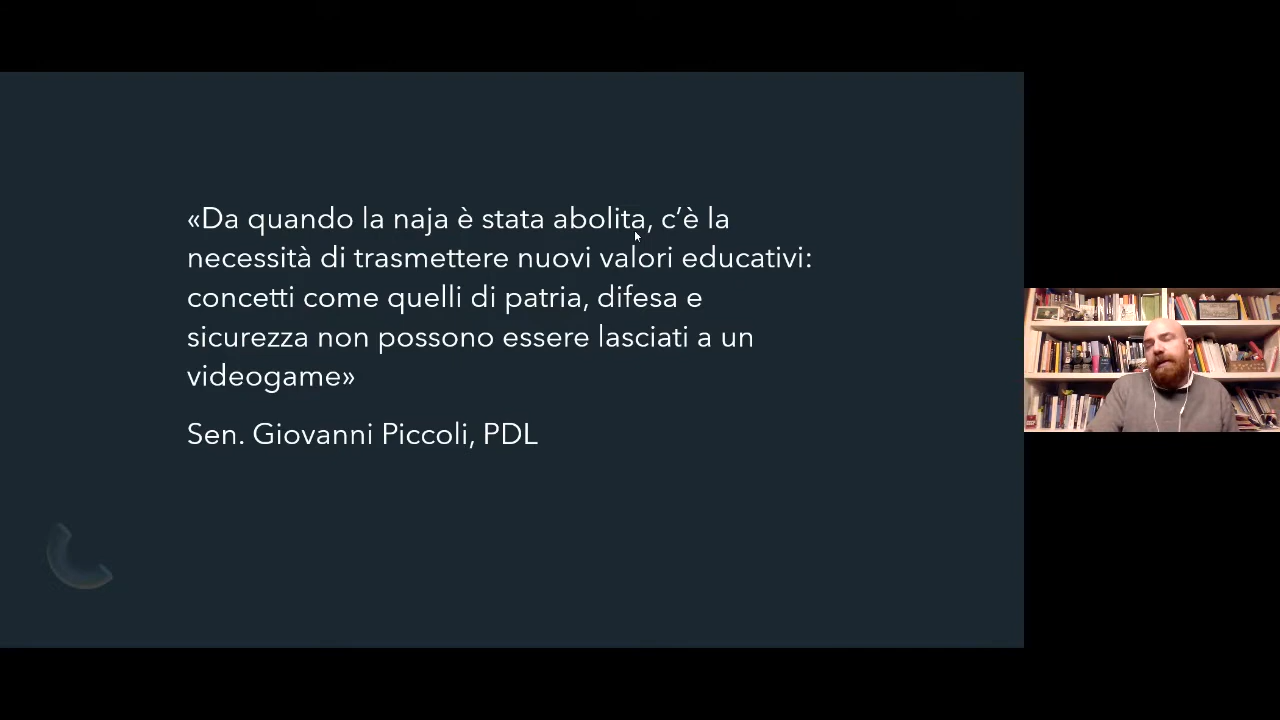 «Da quando la naja è stata abolita, c’è la
necessità di trasmettere nuovi valori educativi:
concetti come quelli di patria, difesa e
sicurezza non possono essere lasciati a un
videogame»
Sen. Giovanni Piccoli, PDL